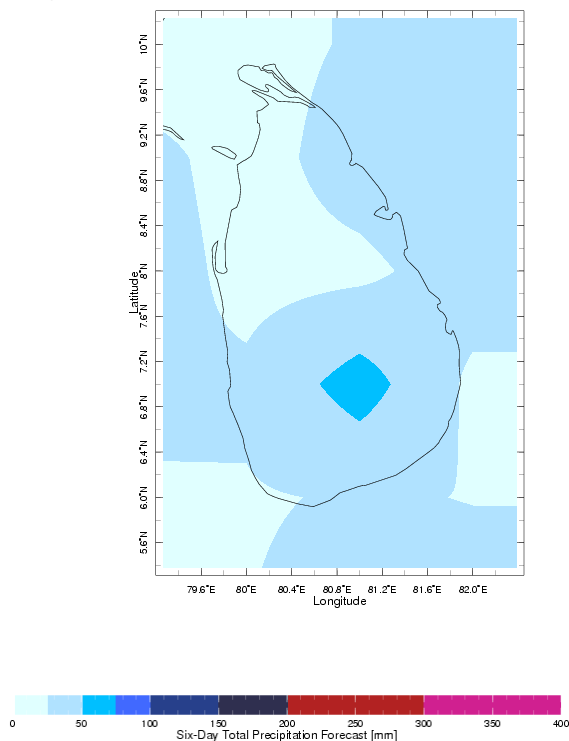 10°N
9.6°N
9.2°N
8.8°N
8.4°N
8°N
7.6°N
7.2°N
6.8°N
6.4°N
6.0°N
5.6°N
Latitude
79.6°E 80°E 80.4°E 80.8°E 81.2°E 81.6°E 82.0°E
Longitude
0 50 100 150 200 250 300 350 400
Six-Day Total Precipitation Forecast [mm]